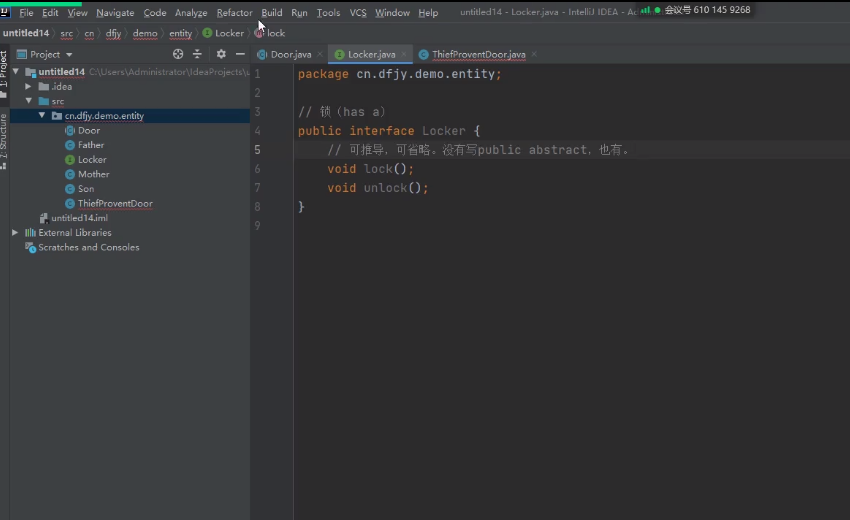 File Edit View Navigate Code Analyze Refactor Build Run Tools VCS Window Help untitled14 - Locker.java - IntelliJ IDEA - 会议号 610 145 9268
untitled14 src cn dfjy demo entity Locker lock
1: Project
Z: Structure
Project
Door.java Locker.java ThiefProventDoor.java
untitled14 C:\Users\Administrator\IdeaProjects\
.idea
src
cn.dfjy.demo.entity
Door
Father
Locker
Mother
Son
ThiefProventDoor
untitled14.iml
External Libraries
Scratches and Consoles
1 package cn.dfjy.demo.entity;
2
3 // 锁（has a）
4 public interface Locker {
5 // 可推导，可省略。没有写public abstract，也有。
6 void lock();
7 void unlock();
8 }
9